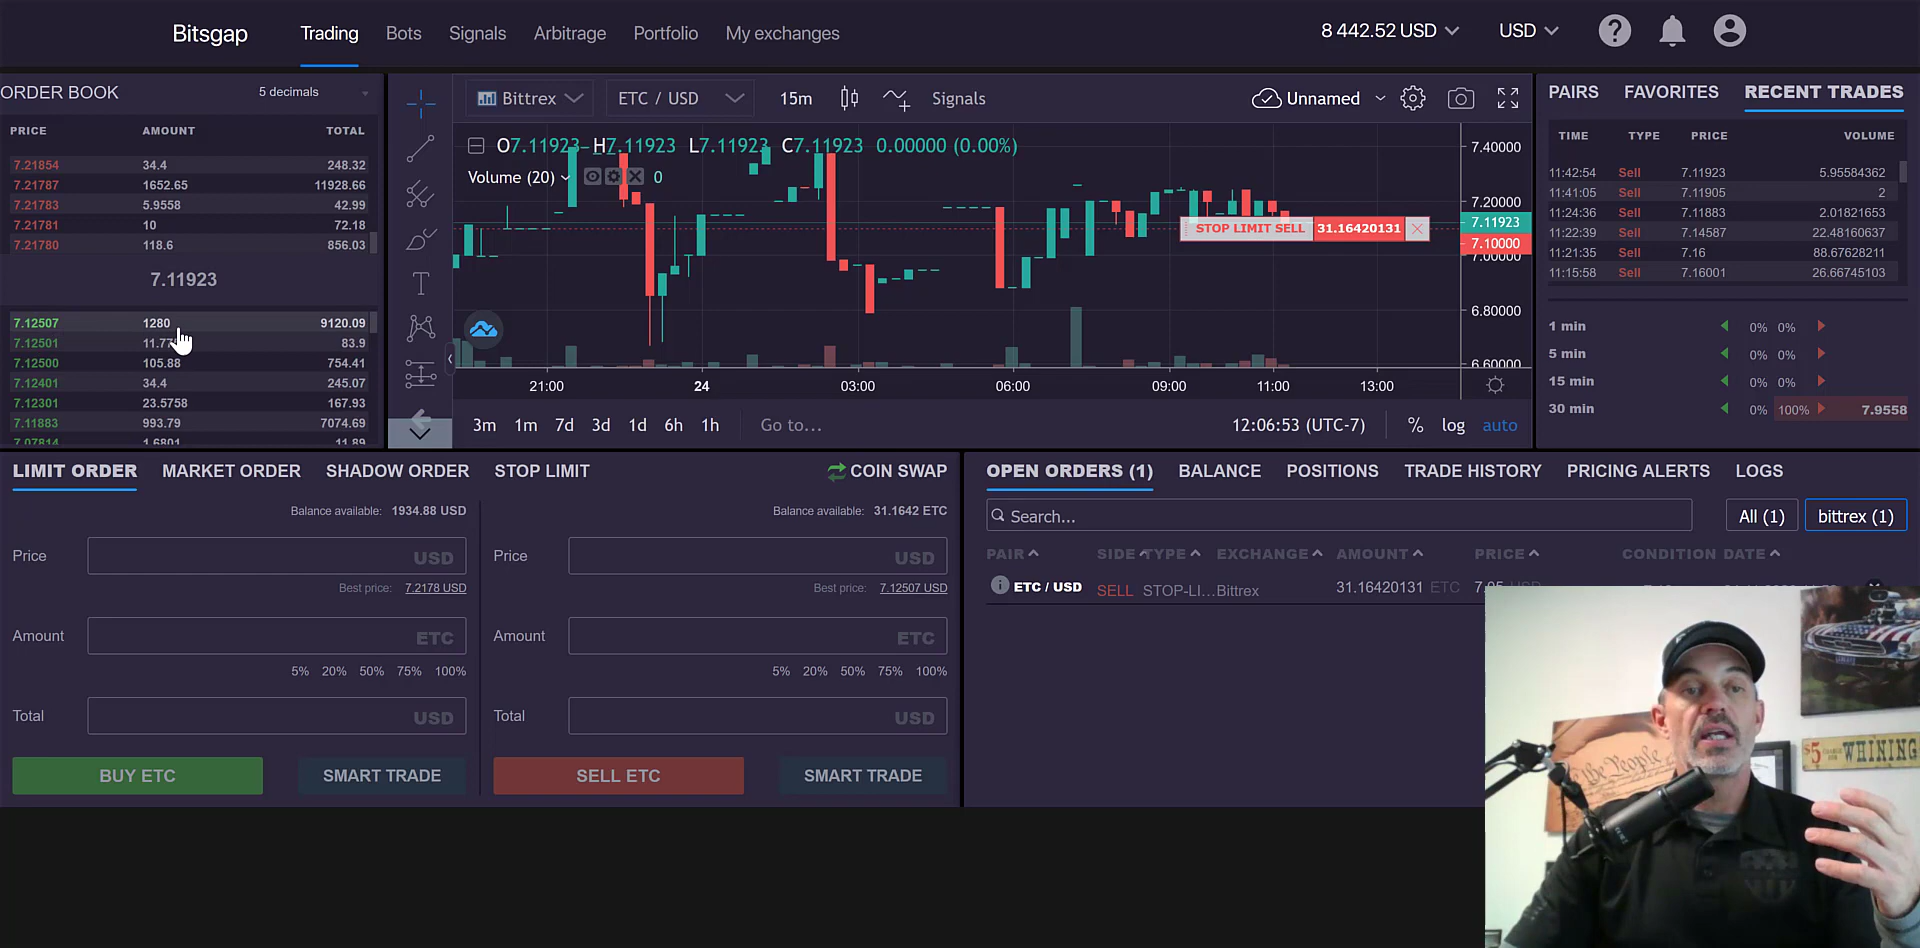 Bitsgap Trading Bots Signals Arbitrage Portfolio My exchanges 8 442.52 USD USD
ORDER BOOK 5 decimals
PRICE AMOUNT TOTAL
7.21854 34.4 248.32
7.21787 1652.65 11928.66
7.21783 5.9558 42.99
7.21781 10 72.18
7.21780 118.6 856.03
7.11923
7.12507 1280 9120.09
7.12501 83.9
7.12500 105.88 754.41
7.12401 34.4 245.07
7.12301 23.5758 167.93
7.11883 993.79 7074.69
7.07814 1.6801 11.89
Bittrex ETC / USD 15m Signals Unnamed
O7.11923 H7.11923 L7.11923 C7.11923 0.00000 (0.00%)
Volume (20) 0
STOP LIMIT SELL 31.16420131
7.40000
7.20000
7.11923
7.10000
7.00000
6.80000
6.60000
21:00 24 03:00 06:00 09:00 11:00 13:00
3m 1m 7d 3d 1d 6h 1h Go to... 12:06:53 (UTC-7) % log auto
PAIRS FAVORITES RECENT TRADES
TIME TYPE PRICE VOLUME
11:42:54 Sell 7.11923 5.95584362
11:41:05 Sell 7.11905 2
11:24:36 Sell 7.11883 2.01821653
11:22:39 Sell 7.14587 22.48160637
11:21:35 Sell 7.16 88.67628211
11:15:58 Sell 7.16001 26.66745103
1 min 0% 0%
5 min 0% 0%
15 min 0% 0%
30 min 0% 100% 7.9558
LIMIT ORDER MARKET ORDER SHADOW ORDER STOP LIMIT COIN SWAP
Balance available: 1934.88 USD Balance available: 31.1642 ETC
Price USD Price USD
Best price: 7.2178 USD Best price: 7.12507 USD
Amount ETC Amount ETC
5% 20% 50% 75% 100% 5% 20% 50% 75% 100%
Total USD Total USD
BUY ETC SMART TRADE SELL ETC SMART TRADE
OPEN ORDERS (1) BALANCE POSITIONS TRADE HISTORY PRICING ALERTS LOGS
Search... All (1) bittrex (1)
PAIR SIDE TYPE EXCHANGE AMOUNT PRICE CONDITION DATE
ETC / USD SELL STOP-LI... Bittrex 31.16420131 ETC
We the People
$5 WHINING